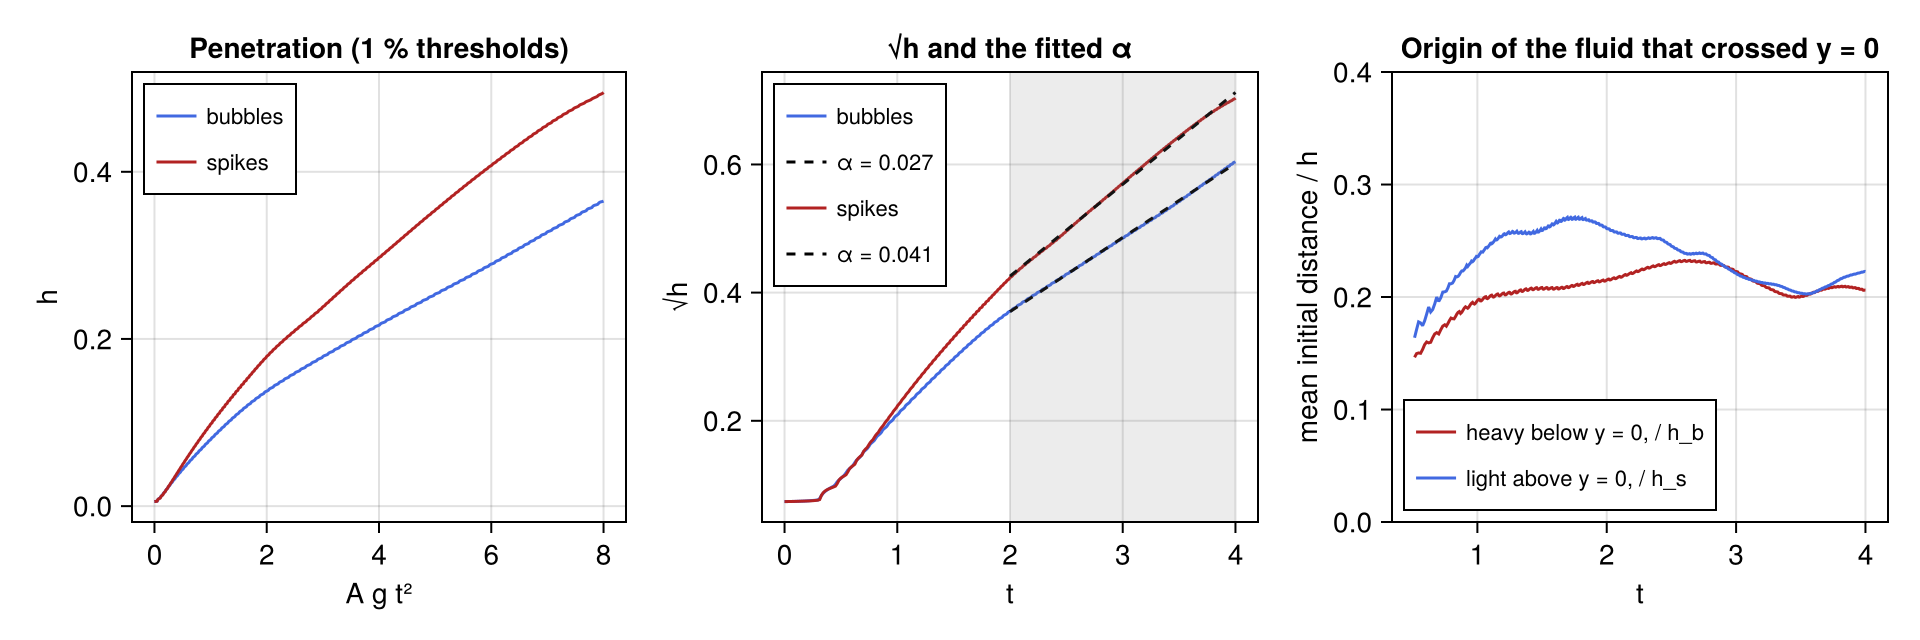 Penetration (1 % thresholds)
bubbles
spikes
h
0.4
0.2
0.0
0 2 4 6 8
A g t²
√h and the fitted α
bubbles
α = 0.027
spikes
α = 0.041
√h
0.6
0.4
0.2
0 1 2 3 4
t
Origin of the fluid that crossed y = 0
mean initial distance / h
0.4
0.3
0.2
0.1
0.0
heavy below y = 0, / h_b
light above y = 0, / h_s
1 2 3 4
t